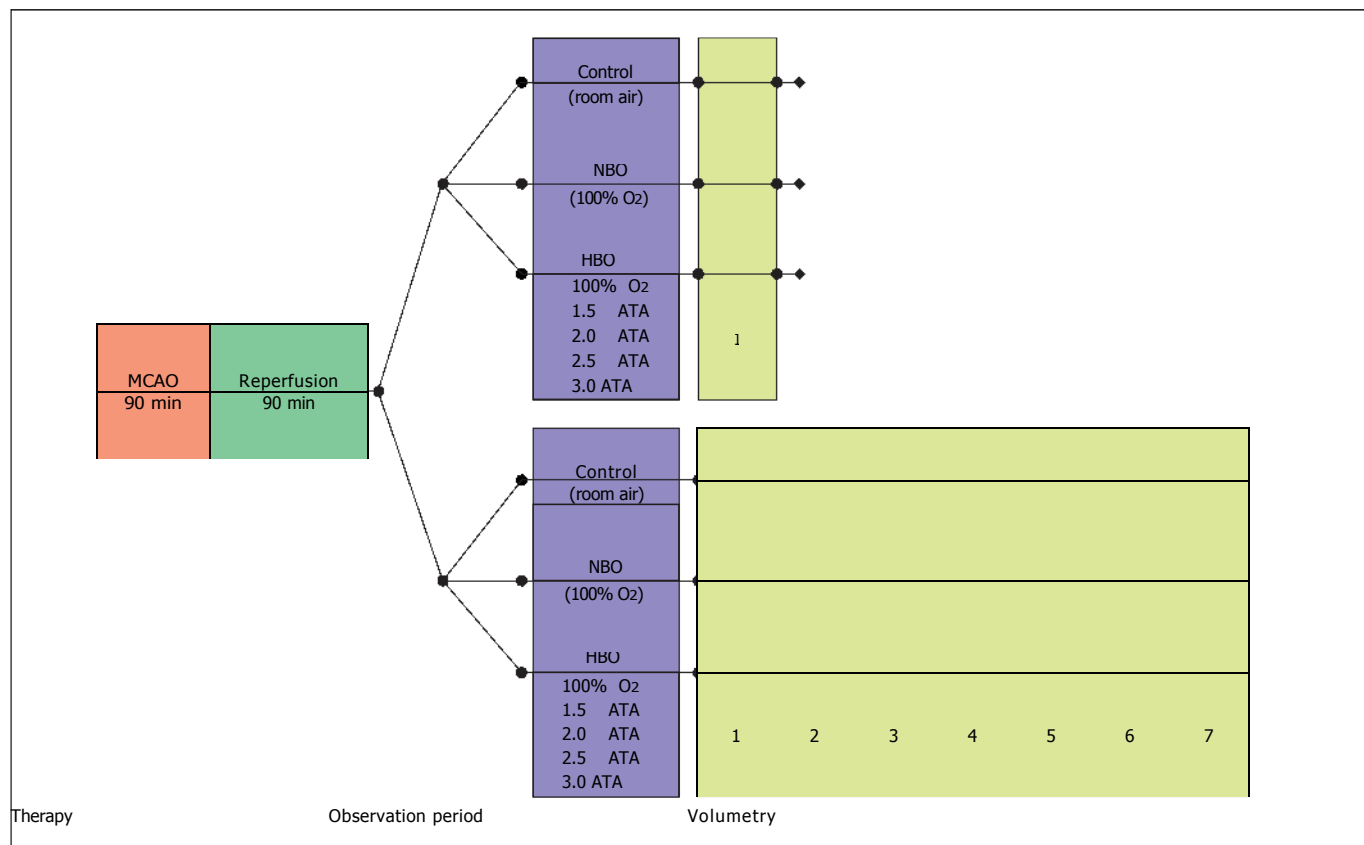 Control
(room air)
NBO
(100% O2)
HBO
100% O2
1.5 ATA
2.0 ATA
2.5 ATA
3.0 ATA
1
MCAO
90 min
Reperfusion
90 min
Control
(room air)
NBO
(100% O2)
HBO
100% O2
1.5 ATA
2.0 ATA
2.5 ATA
3.0 ATA
1 2 3 4 5 6 7
Therapy Observation period Volumetry